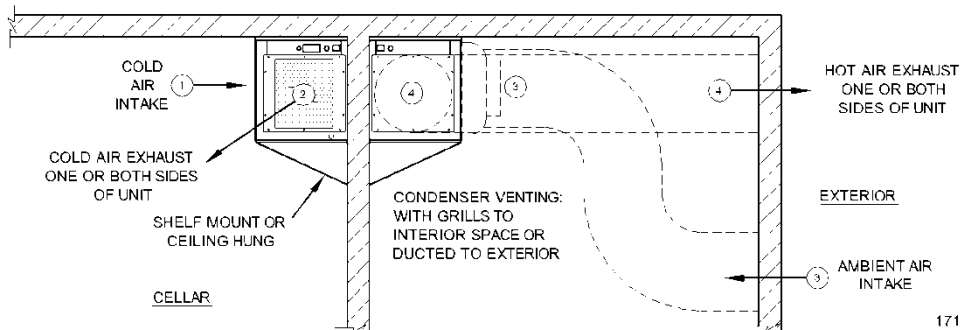 COLD
AIR
INTAKE
1
2
4
3
4
HOT AIR EXHAUST
ONE OR BOTH
SIDES OF UNIT
COLD AIR EXHAUST
ONE OR BOTH SIDES
OF UNIT
SHELF MOUNT OR
CEILING HUNG
CONDENSER VENTING:
WITH GRILLS TO
INTERIOR SPACE OR
DUCTED TO EXTERIOR
EXTERIOR
3
AMBIENT AIR
INTAKE
CELLAR
171